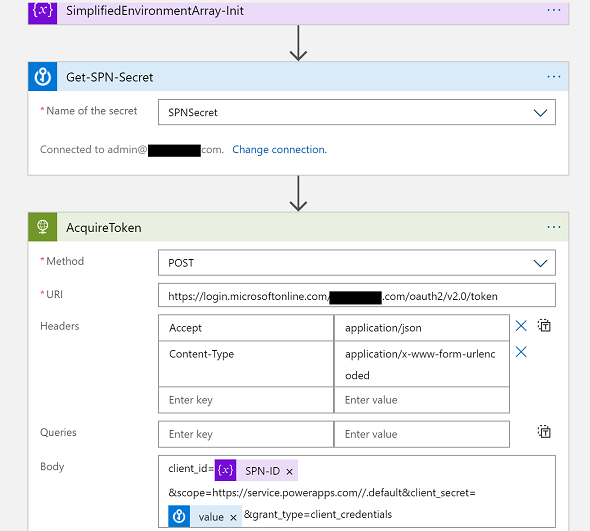 SimplifiedEnvironmentArray-Init ...
Get-SPN-Secret ...
* Name of the secret SPNSecret
Connected to admin@ com. Change connection.
AcquireToken ...
* Method POST
* URI https://login.microsoftonline.com/ .com/oauth2/v2.0/token
Headers Accept application/json
Content-Type application/x-www-form-urlenc
oded
Enter key Enter value
Queries Enter key Enter value
Body client_id= {x} SPN-ID ×
&scope=https://service.powerapps.com//.default&client_secret=
value × &grant_type=client_credentials